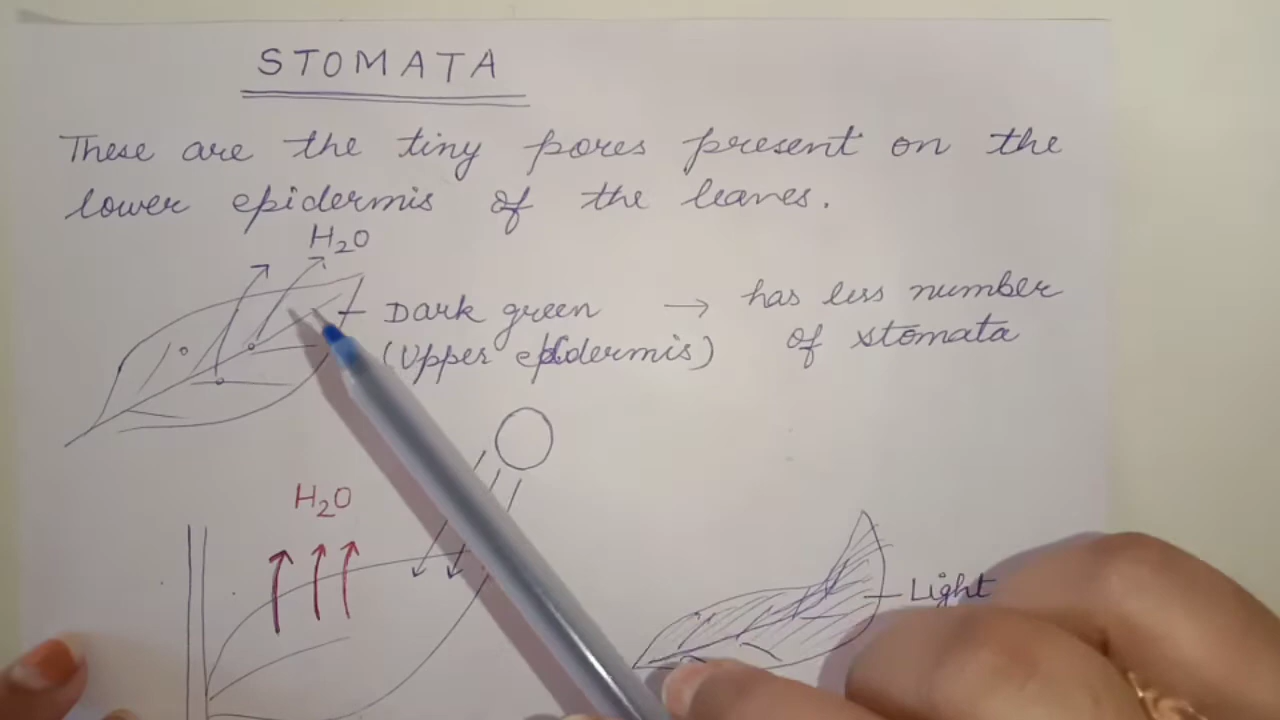 STOMATA
These are the tiny pores present on the
lower epidermis of the leaves.
H2O
Dark green → has less number
(Upper epidermis) of stomata
H2O
Light